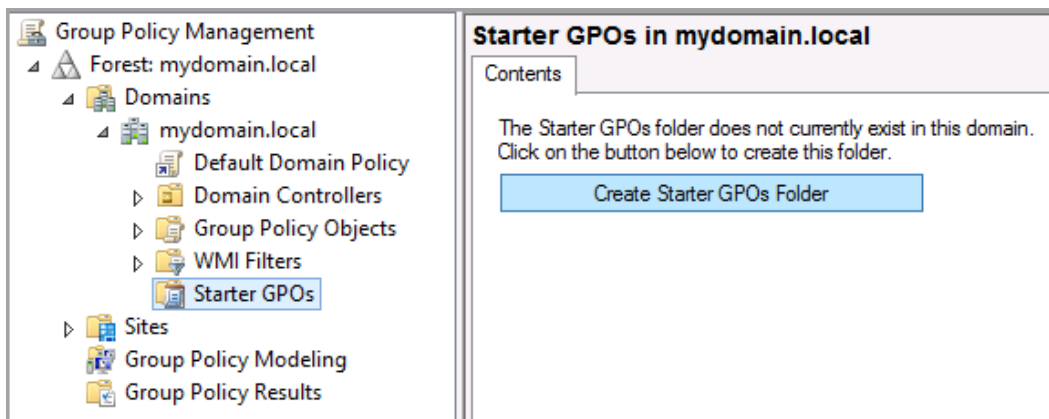 Group Policy Management
Forest: mydomain.local
Domains
mydomain.local
Default Domain Policy
Domain Controllers
Group Policy Objects
WMI Filters
Starter GPOs
Sites
Group Policy Modeling
Group Policy Results
Starter GPOs in mydomain.local
Contents
The Starter GPOs folder does not currently exist in this domain.
Click on the button below to create this folder.
Create Starter GPOs Folder